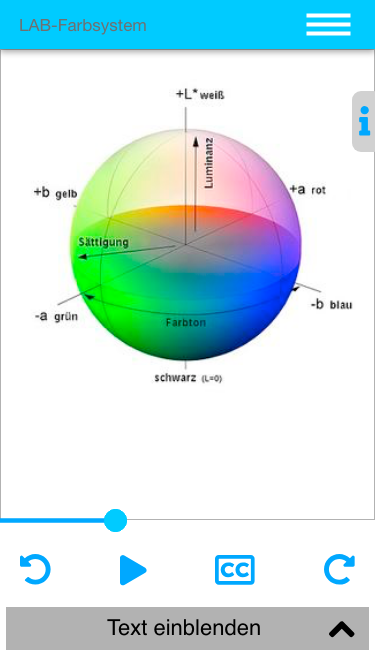 LAB-Farbsystem
+L* weiß
Luminanz
+b gelb
+a rot
Sättigung
-a grün
-b blau
Farbton
schwarz (L=0)
CC
Text einblenden